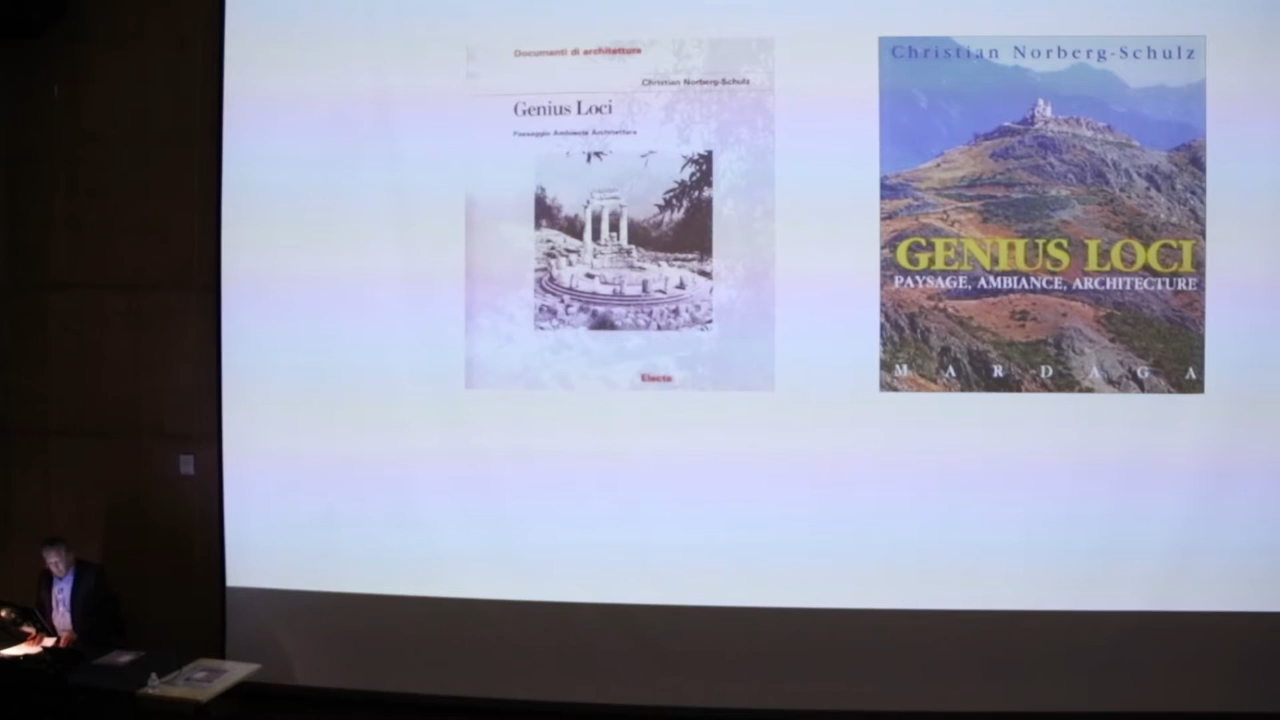 Documenti di architettura
Christian Norberg-Schulz
Genius Loci
Paesaggio Ambiente Architettura
Electa
Christian Norberg-Schulz
GENIUS LOCI
PAYSAGE, AMBIANCE, ARCHITECTURE
MARDAGA